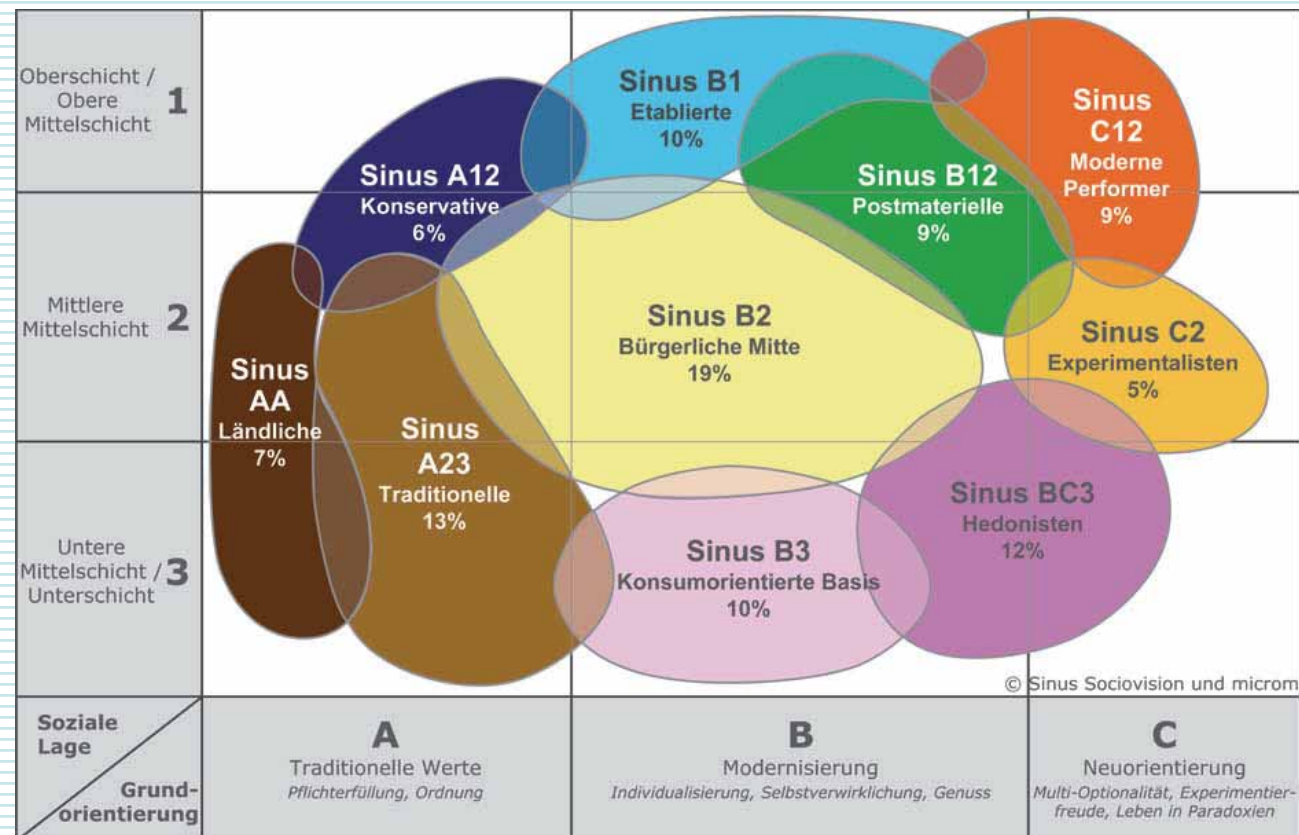 Oberschicht /
Obere
Mittelschicht
1
Mittlere
Mittelschicht
2
Untere
Mittelschicht /
Unterschicht
3
Sinus B1
Etablierte
10%
Sinus A12
Konservative
6%
Sinus B12
Postmaterielle
9%
Sinus
C12
Moderne
Performer
9%
Sinus
AA
Ländliche
7%
Sinus
A23
Traditionelle
13%
Sinus B2
Bürgerliche Mitte
19%
Sinus C2
Experimentalisten
5%
Sinus B3
Konsumorientierte Basis
10%
Sinus BC3
Hedonisten
12%
© Sinus Sociovision und microm
Soziale
Lage
Grund-
orientierung
A
Traditionelle Werte
Pflichterfüllung, Ordnung
B
Modernisierung
Individualisierung, Selbstverwirklichung, Genuss
C
Neuorientierung
Multi-Optionalität, Experimentier-
freude, Leben in Paradoxien